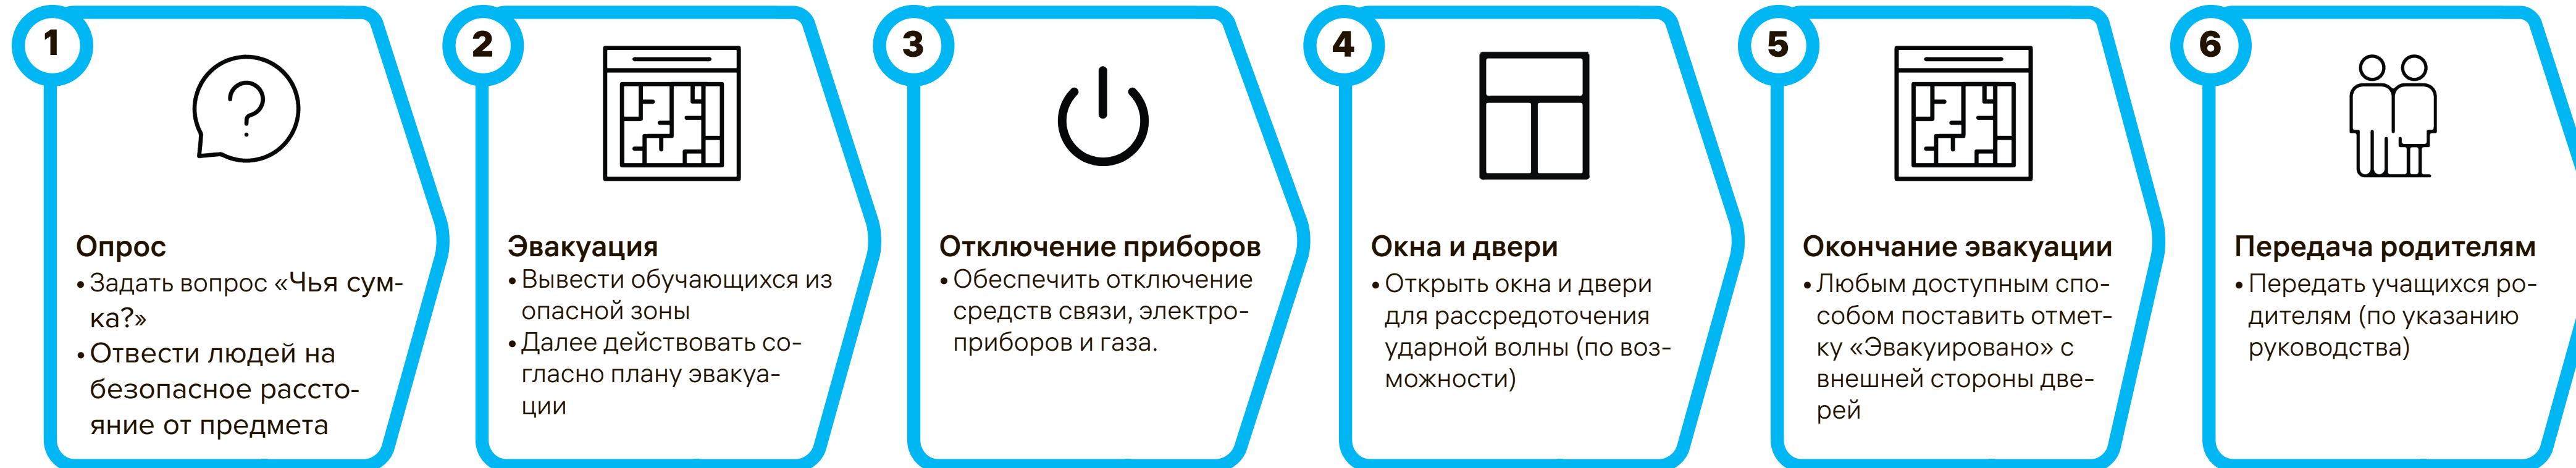 1
Опрос
• Задать вопрос «Чья сум-
ка?»
• Отвести людей на
безопасное рассто-
яние от предмета
2
Эвакуация
• Вывести обучающихся из
опасной зоны
• Далее действовать со-
гласно плану эвакуа-
ции
3
Отключение приборов
• Обеспечить отключение
средств связи, электро-
приборов и газа.
4
Окна и двери
• Открыть окна и двери
для рассредоточения
ударной волны (по воз-
можности)
5
Окончание эвакуации
• Любым доступным спо-
собом поставить отмет-
ку «Эвакуировано» с
внешней стороны две-
рей
6
Передача родителям
• Передать учащихся ро-
дителям (по указанию
руководства)